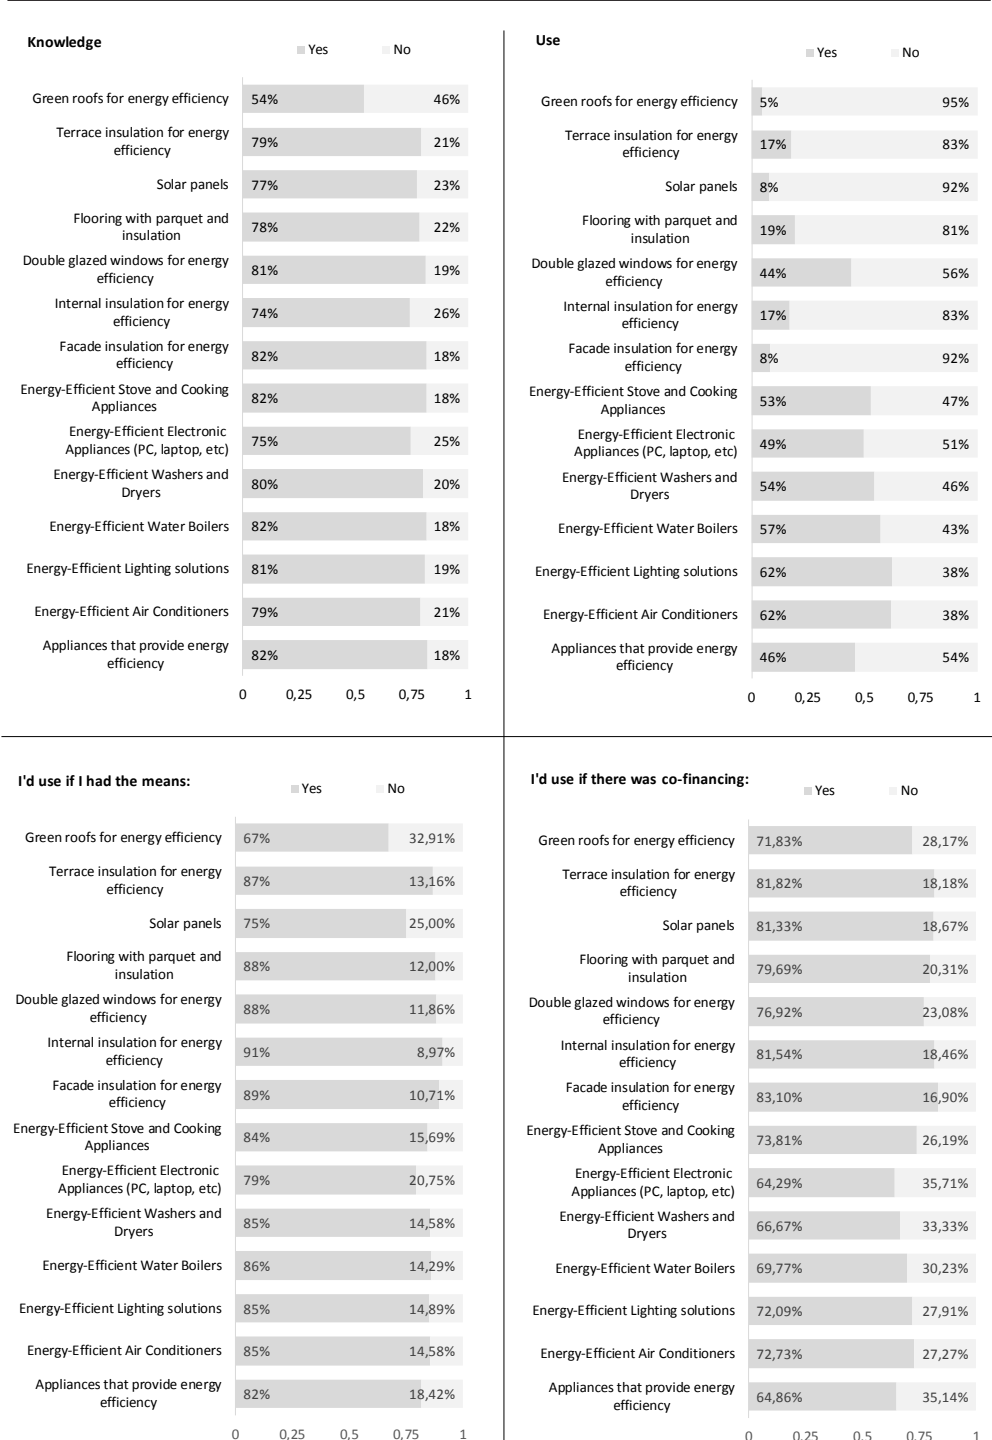 Knowledge
Yes No
Green roofs for energy efficiency 54% 46%
Terrace insulation for energy
efficiency 79% 21%
Solar panels 77% 23%
Flooring with parquet and
insulation 78% 22%
Double glazed windows for energy
efficiency 81% 19%
Internal insulation for energy
efficiency 74% 26%
Facade insulation for energy
efficiency 82% 18%
Energy-Efficient Stove and Cooking
Appliances 82% 18%
Energy-Efficient Electronic
Appliances (PC, laptop, etc) 75% 25%
Energy-Efficient Washers and
Dryers 80% 20%
Energy-Efficient Water Boilers 82% 18%
Energy-Efficient Lighting solutions 81% 19%
Energy-Efficient Air Conditioners 79% 21%
Appliances that provide energy
efficiency 82% 18%
0 0,25 0,5 0,75 1
Use
Yes No
Green roofs for energy efficiency 5% 95%
Terrace insulation for energy
efficiency 17% 83%
Solar panels 8% 92%
Flooring with parquet and
insulation 19% 81%
Double glazed windows for energy
efficiency 44% 56%
Internal insulation for energy
efficiency 17% 83%
Facade insulation for energy
efficiency 8% 92%
Energy-Efficient Stove and Cooking
Appliances 53% 47%
Energy-Efficient Electronic
Appliances (PC, laptop, etc) 49% 51%
Energy-Efficient Washers and
Dryers 54% 46%
Energy-Efficient Water Boilers 57% 43%
Energy-Efficient Lighting solutions 62% 38%
Energy-Efficient Air Conditioners 62% 38%
Appliances that provide energy
efficiency 46% 54%
0 0,25 0,5 0,75 1
I'd use if I had the means:
Yes No
Green roofs for energy efficiency 67% 32,91%
Terrace insulation for energy
efficiency 87% 13,16%
Solar panels 75% 25,00%
Flooring with parquet and
insulation 88% 12,00%
Double glazed windows for energy
efficiency 88% 11,86%
Internal insulation for energy
efficiency 91% 8,97%
Facade insulation for energy
efficiency 89% 10,71%
Energy-Efficient Stove and Cooking
Appliances 84% 15,69%
Energy-Efficient Electronic
Appliances (PC, laptop, etc) 79% 20,75%
Energy-Efficient Washers and
Dryers 85% 14,58%
Energy-Efficient Water Boilers 86% 14,29%
Energy-Efficient Lighting solutions 85% 14,89%
Energy-Efficient Air Conditioners 85% 14,58%
Appliances that provide energy
efficiency 82% 18,42%
0 0,25 0,5 0,75 1
I'd use if there was co-financing:
Yes No
Green roofs for energy efficiency 71,83% 28,17%
Terrace insulation for energy
efficiency 81,82% 18,18%
Solar panels 81,33% 18,67%
Flooring with parquet and
insulation 79,69% 20,31%
Double glazed windows for energy
efficiency 76,92% 23,08%
Internal insulation for energy
efficiency 81,54% 18,46%
Facade insulation for energy
efficiency 83,10% 16,90%
Energy-Efficient Stove and Cooking
Appliances 73,81% 26,19%
Energy-Efficient Electronic
Appliances (PC, laptop, etc) 64,29% 35,71%
Energy-Efficient Washers and
Dryers 66,67% 33,33%
Energy-Efficient Water Boilers 69,77% 30,23%
Energy-Efficient Lighting solutions 72,09% 27,91%
Energy-Efficient Air Conditioners 72,73% 27,27%
Appliances that provide energy
efficiency 64,86% 35,14%
0 0,25 0,5 0,75 1